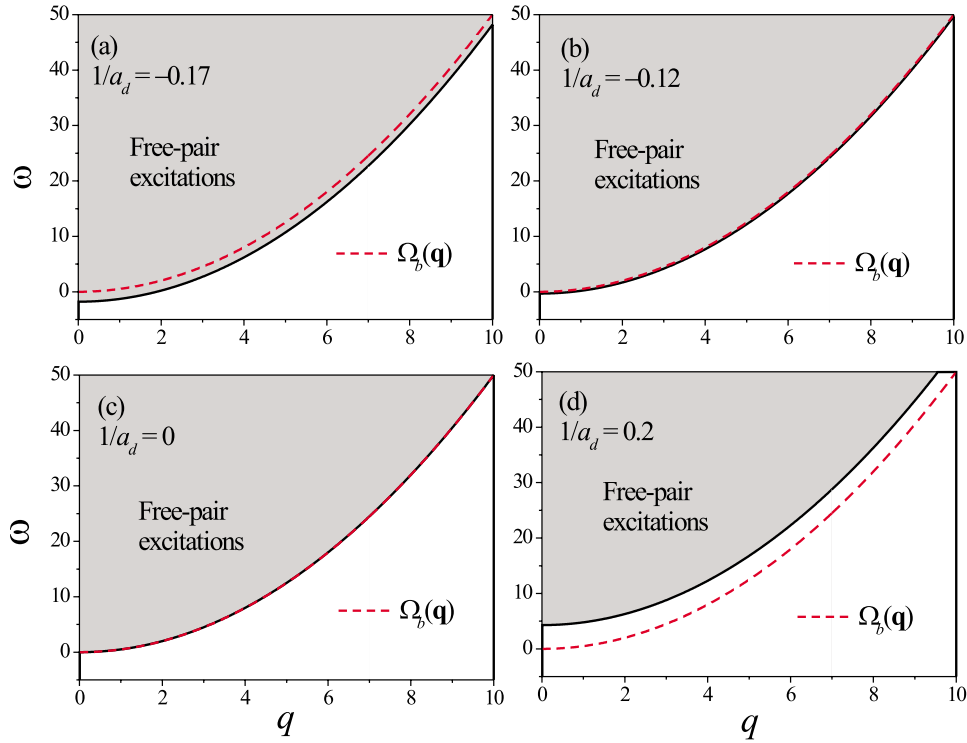 (a)
1/a_d = –0.17
Free-pair
excitations
Ω_b(q)
50
40
30
20
10
0
0 2 4 6 8 10
ω
(b)
1/a_d = –0.12
Free-pair
excitations
Ω_b(q)
50
40
30
20
10
0
0 2 4 6 8 10
(c)
1/a_d = 0
Free-pair
excitations
Ω_b(q)
50
40
30
20
10
0
0 2 4 6 8 10
ω
q
(d)
1/a_d = 0.2
Free-pair
excitations
Ω_b(q)
50
40
30
20
10
0
0 2 4 6 8 10
q